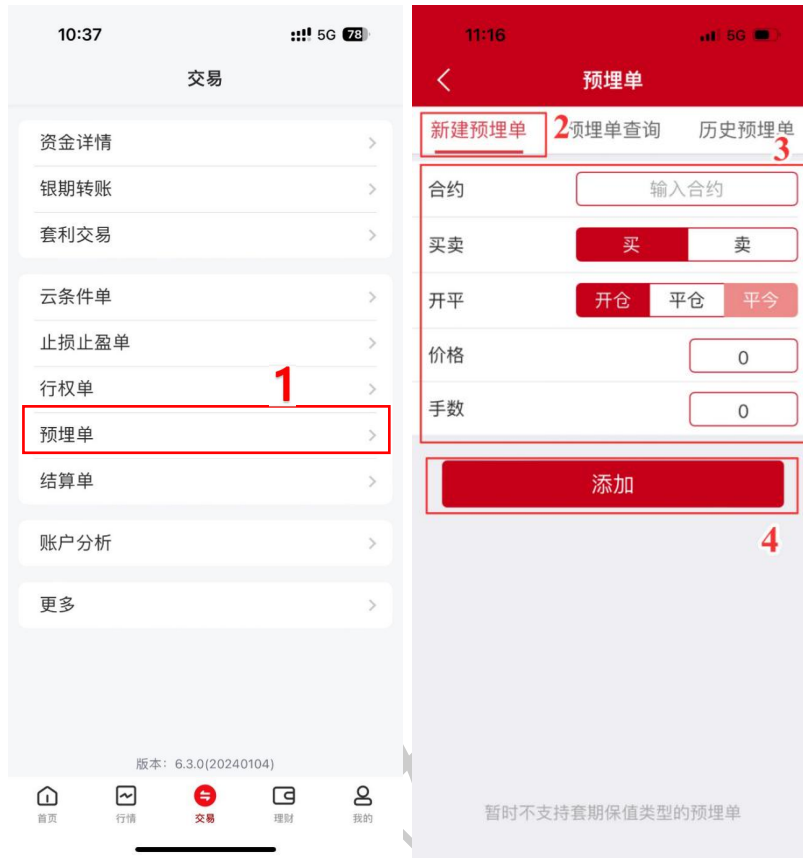 10:37
5G 78
交易
资金详情
银期转账
套利交易
云条件单
止损止盈单
行权单
1
预埋单
结算单
账户分析
更多
版本：6.3.0(20240104)
首页 行情 交易 理财 我的
11:16
5G
预埋单
新建预埋单 2 预埋单查询 历史预埋单
3
合约 输入合约
买卖 买 卖
开平 开仓 平仓 平今
价格 0
手数 0
添加
4
暂时不支持套期保值类型的预埋单